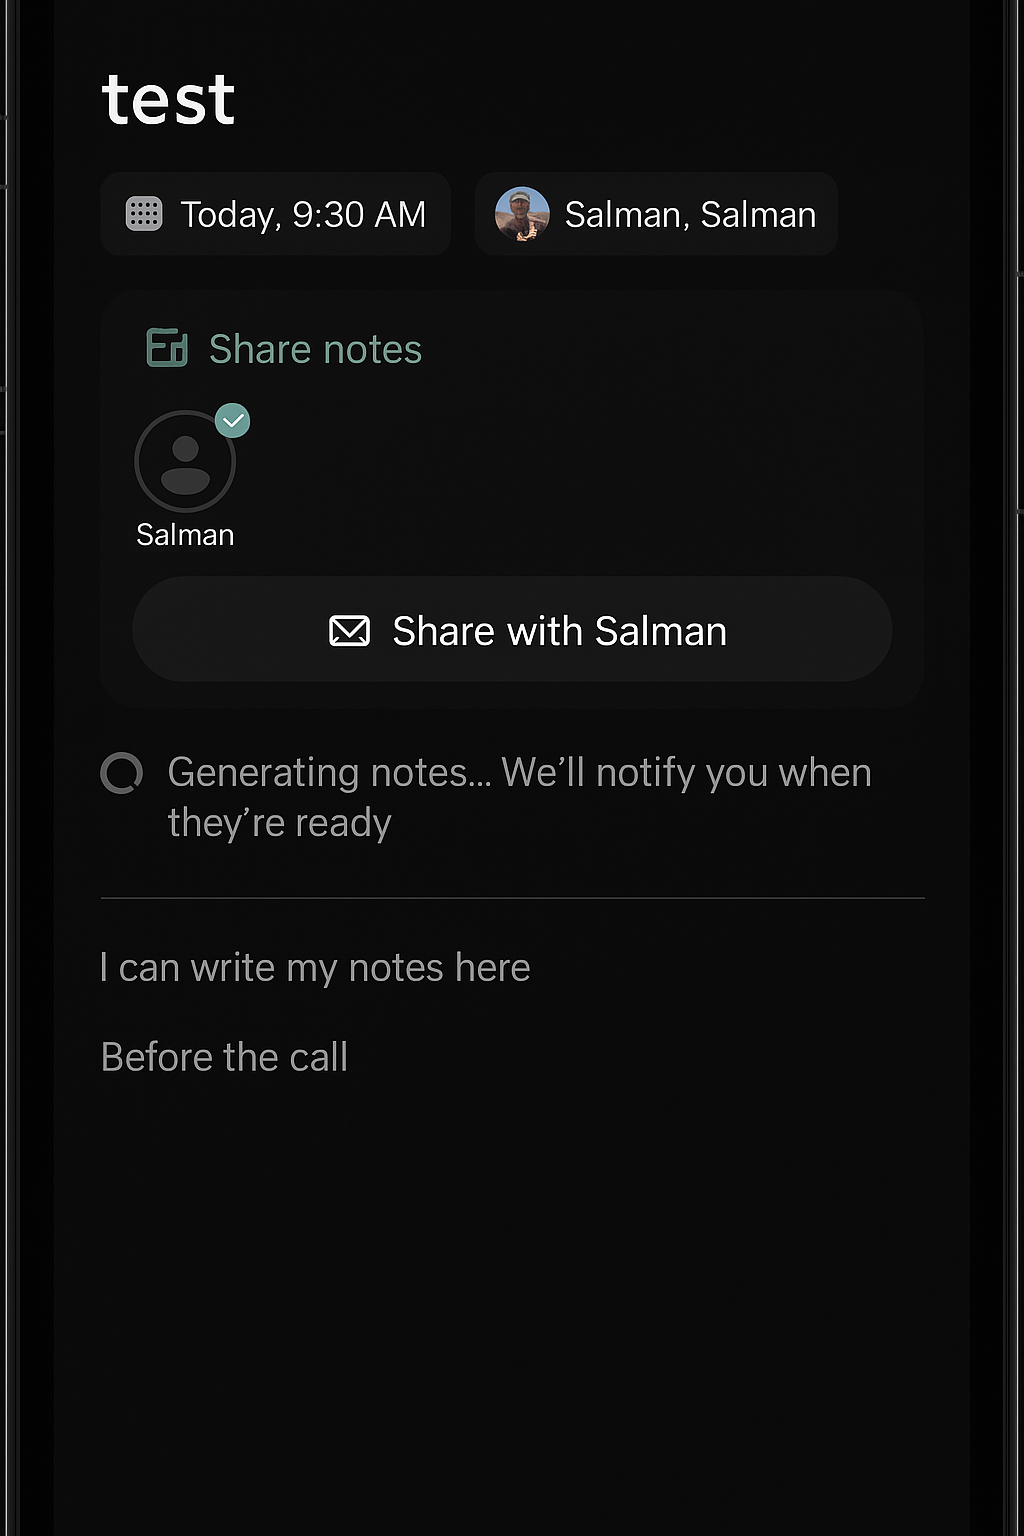 test
Today, 9:30 AM
Salman, Salman
Share notes
Salman
Share with Salman
Generating notes... We’ll notify you when
they’re ready
I can write my notes here
Before the call